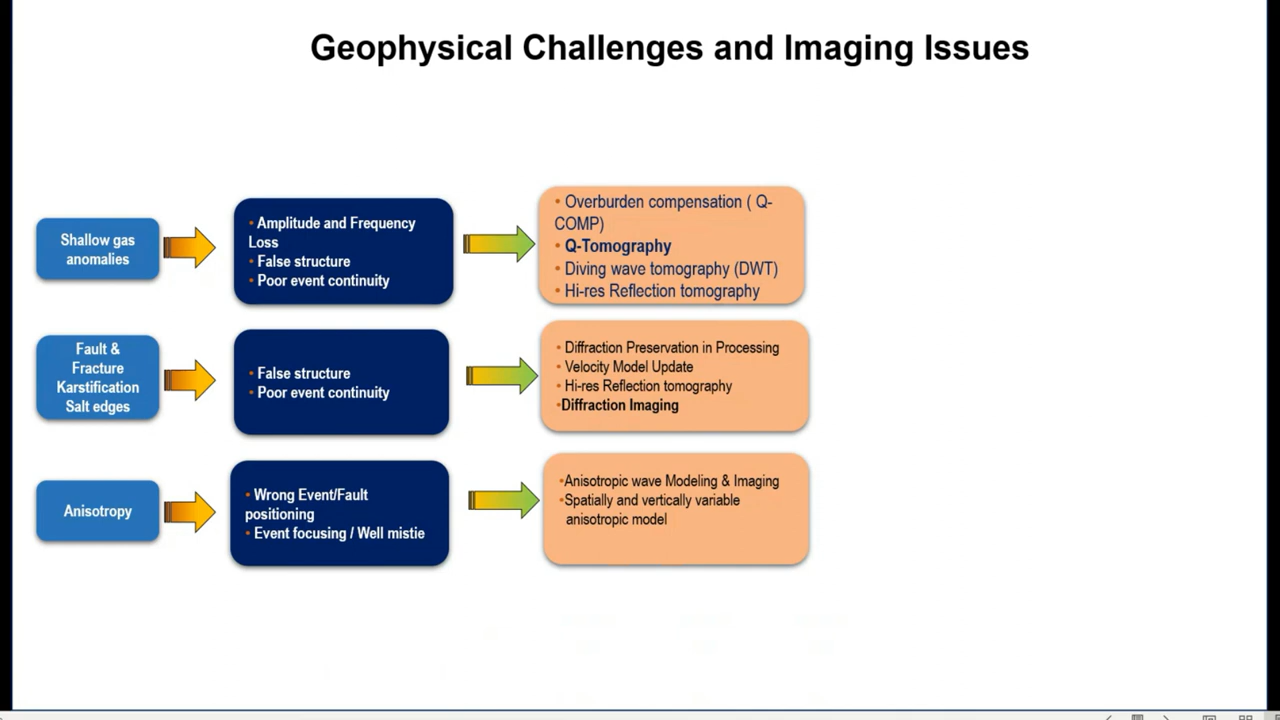 Geophysical Challenges and Imaging Issues
Shallow gas
anomalies
• Amplitude and Frequency
Loss
• False structure
• Poor event continuity
• Overburden compensation ( Q-
COMP)
• Q-Tomography
• Diving wave tomography (DWT)
• Hi-res Reflection tomography
Fault &
Fracture
Karstification
Salt edges
• False structure
• Poor event continuity
• Diffraction Preservation in Processing
• Velocity Model Update
• Hi-res Reflection tomography
•Diffraction Imaging
Anisotropy
• Wrong Event/Fault
positioning
• Event focusing / Well mistie
•Anisotropic wave Modeling & Imaging
•Spatially and vertically variable
anisotropic model